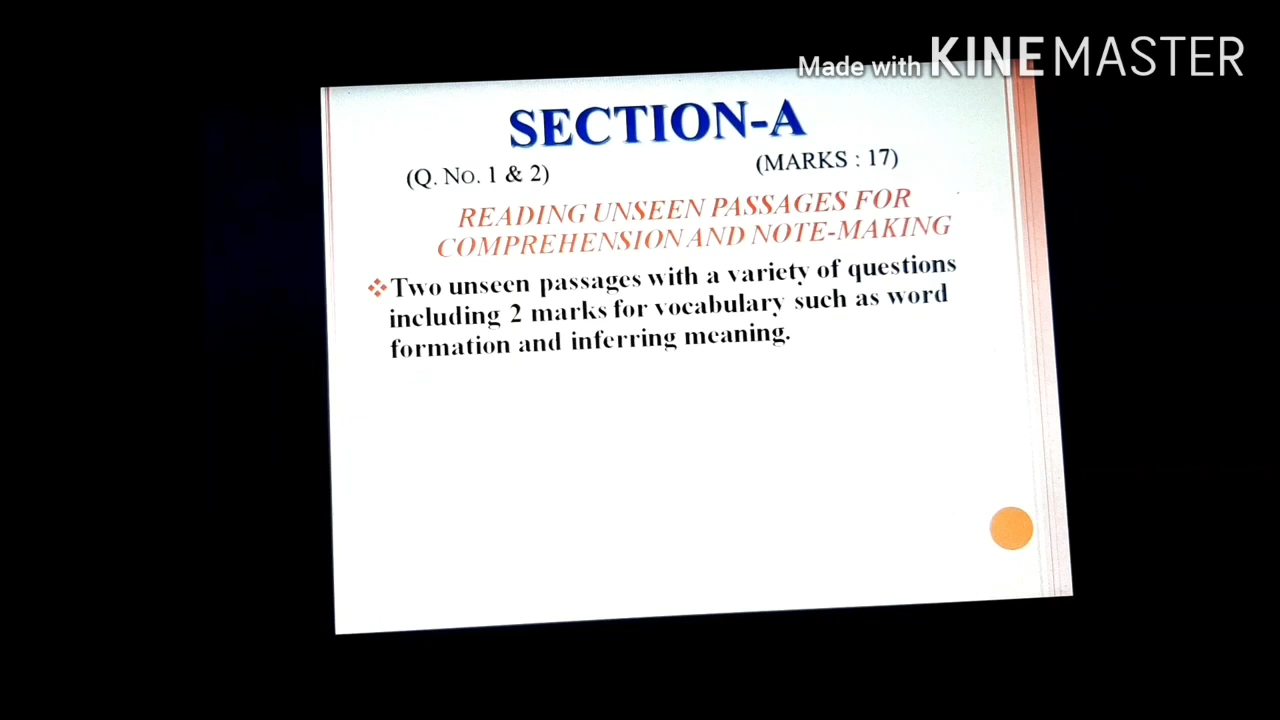 Made with KINEMASTER
SECTION-A
(Q. NO. 1 & 2) (MARKS : 17)
READING UNSEEN PASSAGES FOR
COMPREHENSION AND NOTE-MAKING
Two unseen passages with a variety of questions
including 2 marks for vocabulary such as word
formation and inferring meaning.